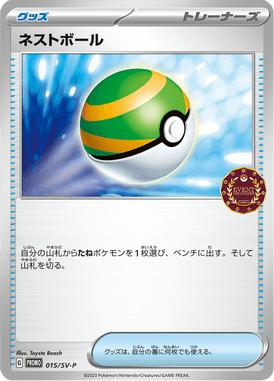 グッズ
トレーナーズ
ネストボール
EVENT
自分の山札からたねポケモンを1枚選び、ベンチに出す。そして
山札を切る。
Illus. Toyste Beach
G PROMO 015/SV-P
©2023 Pokémon/Nintendo/Creatures/GAME FREAK.
グッズは、自分の番に何枚でも使える。